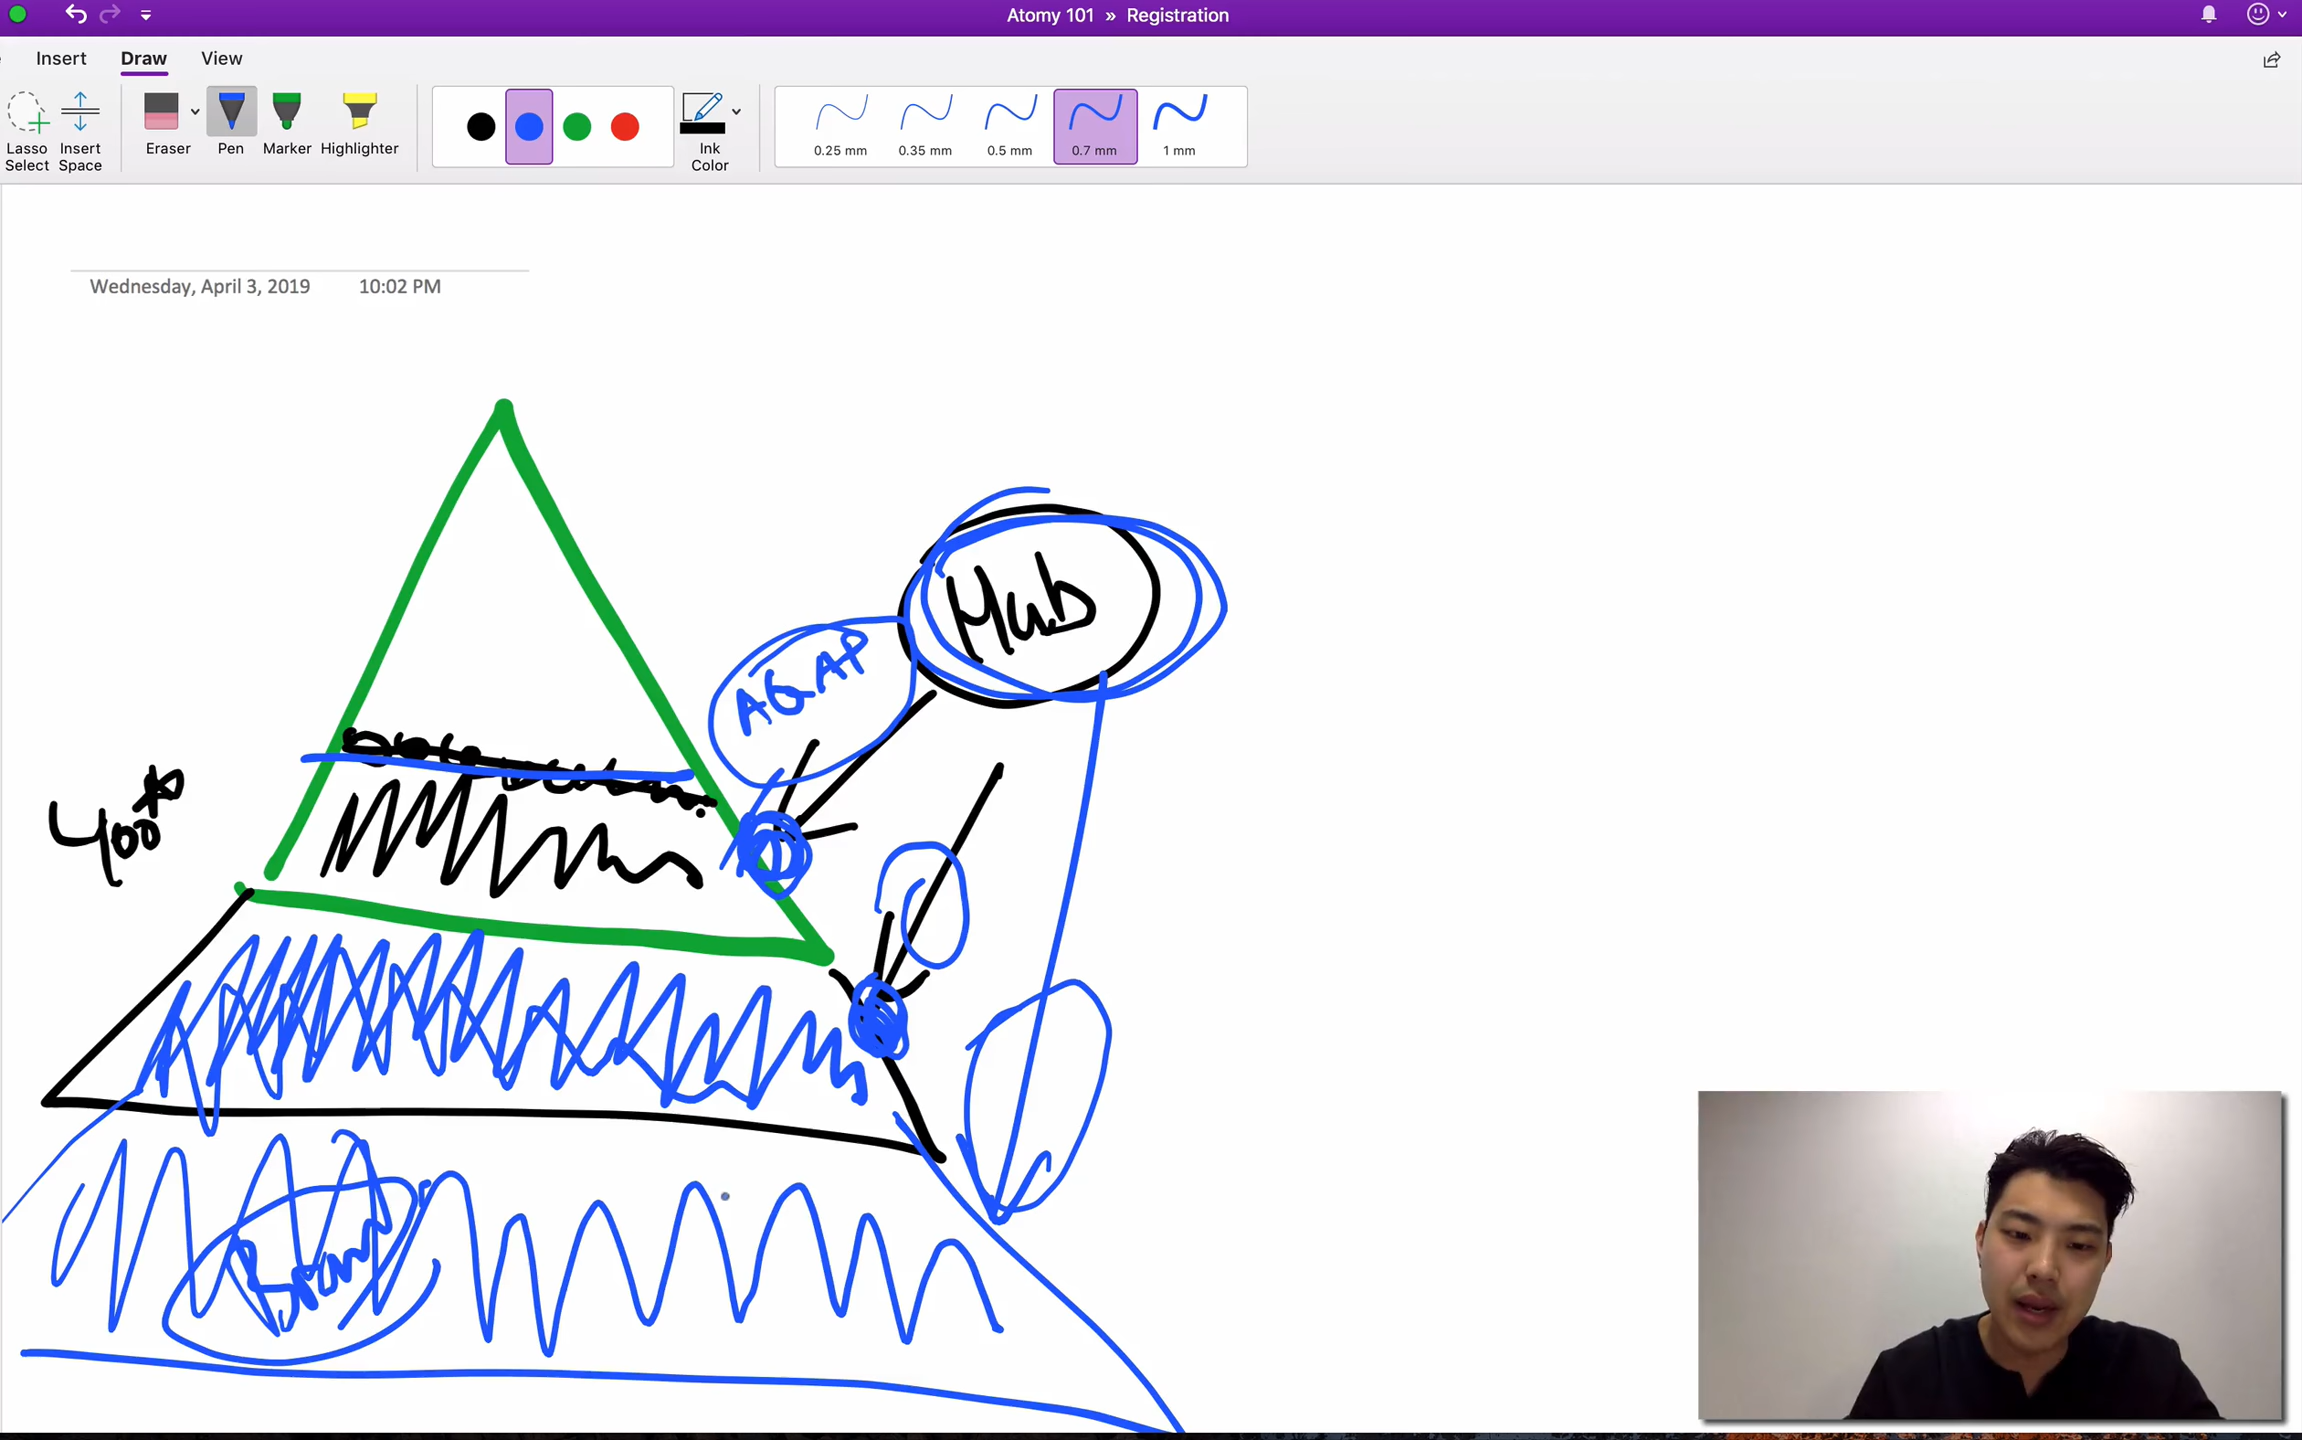 Atomy 101 » Registration
Insert Draw View
Lasso Select
Insert Space
Eraser
Pen
Marker
Highlighter
Ink Color
0.25 mm
0.35 mm
0.5 mm
0.7 mm
1 mm
Wednesday, April 3, 2019 10:02 PM
AQAP
400